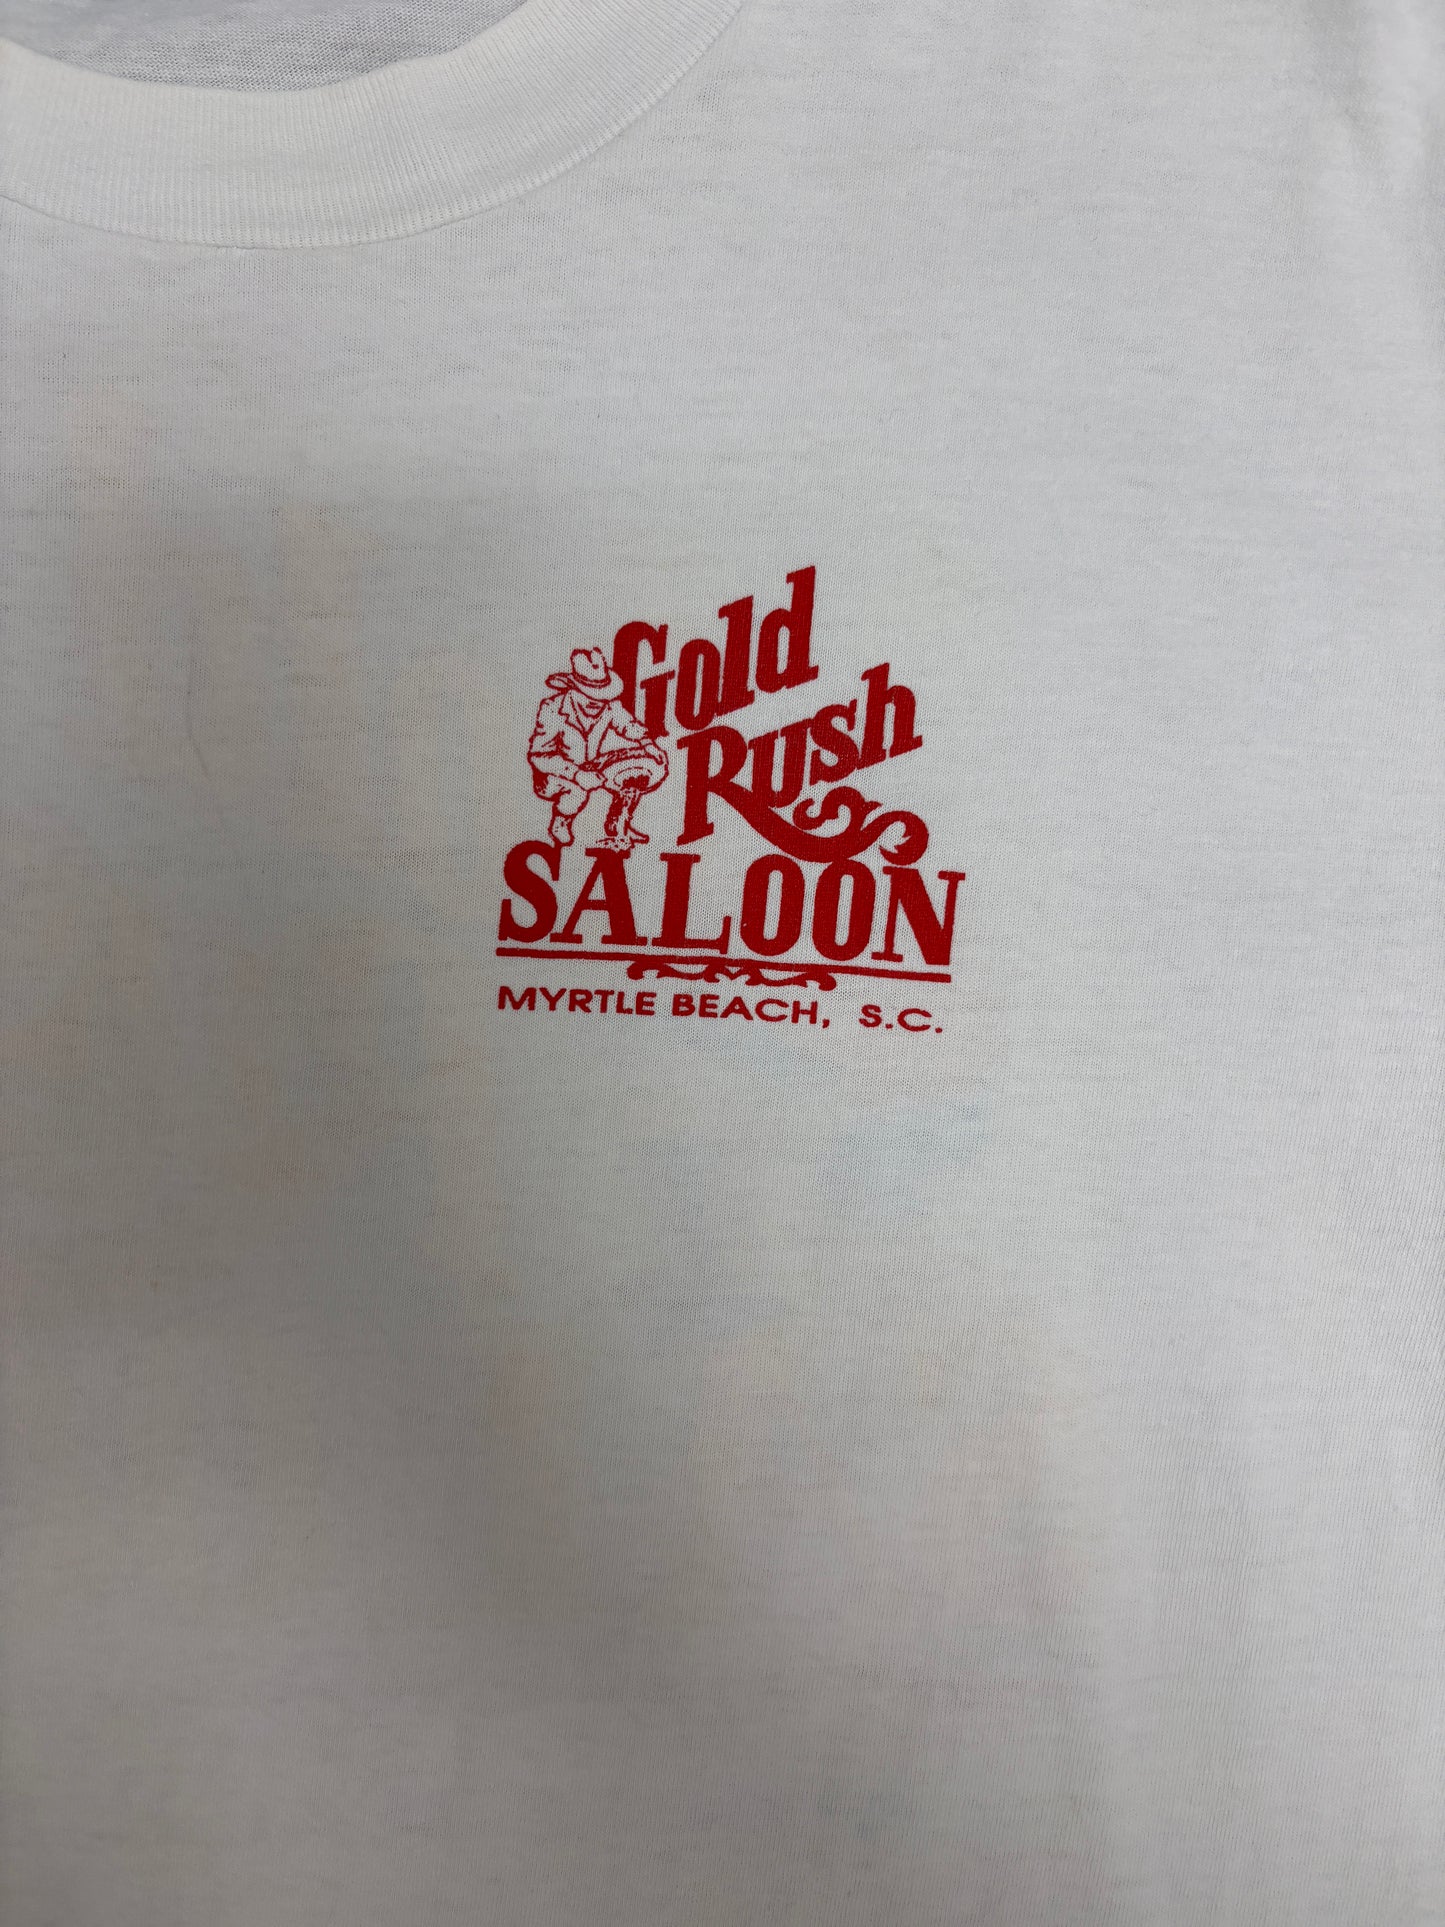 Gold
Rush
SALOON
MYRTLE BEACH, S.C.